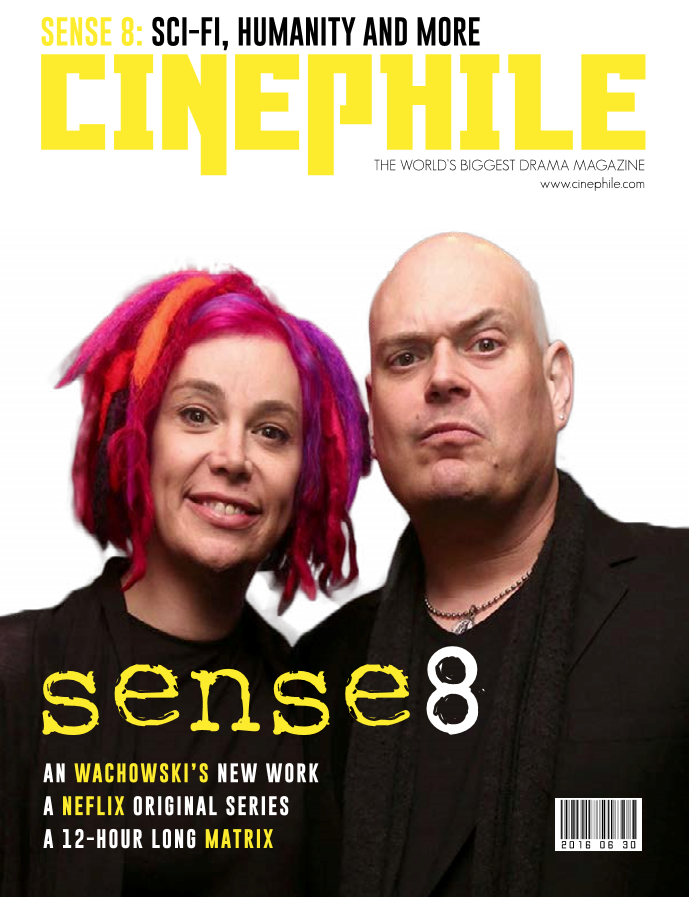 SENSE 8: SCI-FI, HUMANITY AND MORE
CINEPHILE
THE WORLD'S BIGGEST DRAMA MAGAZINE
www.cinephile.com
sense8
AN WACHOWSKI'S NEW WORK
A NEFLIX ORIGINAL SERIES
A 12-HOUR LONG MATRIX
2016 06 30